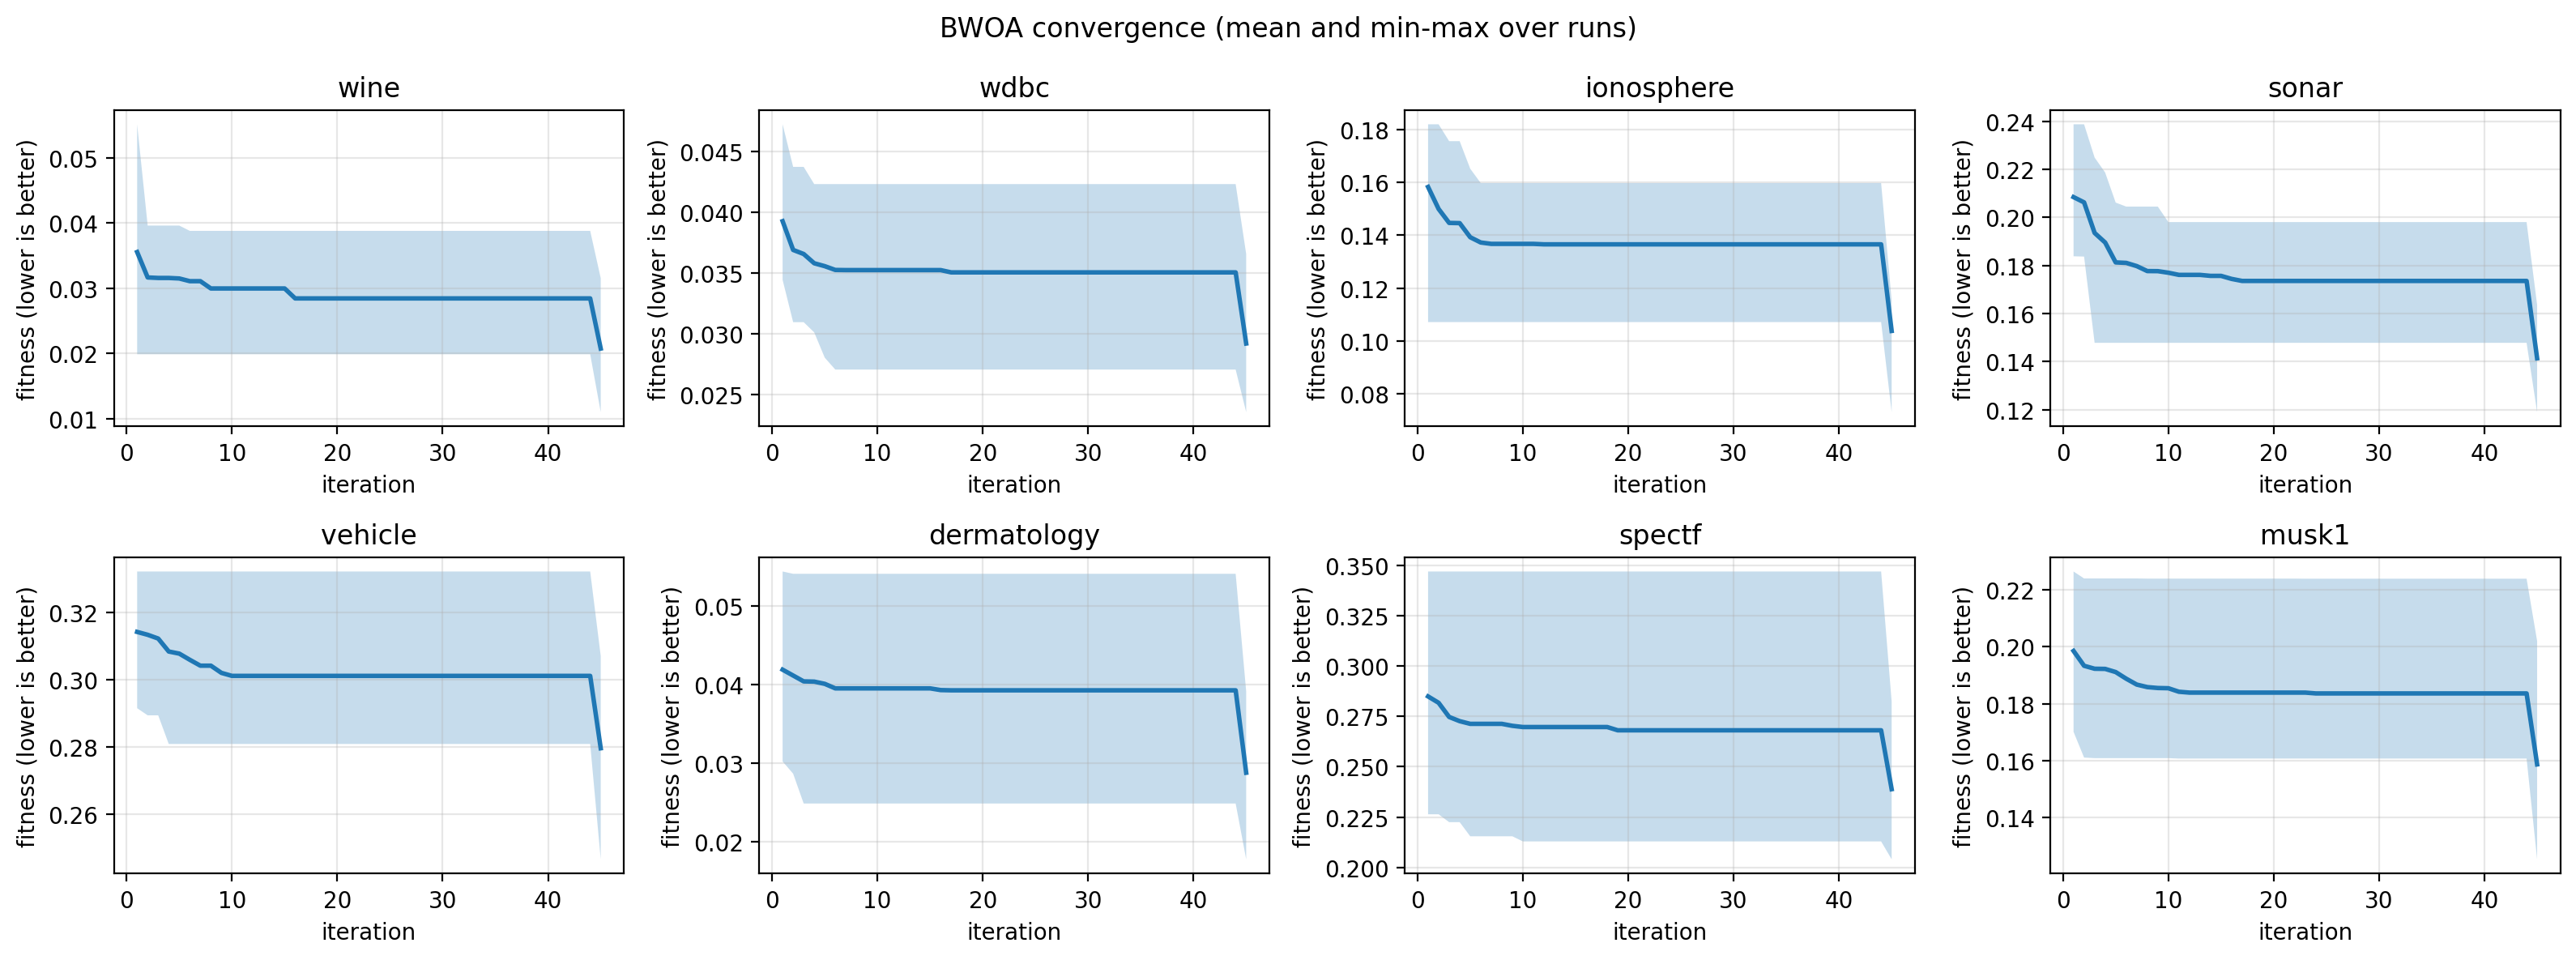 BWOA convergence (mean and min-max over runs)
wine
wdbc
ionosphere
sonar
fitness (lower is better)
0.05
0.04
0.03
0.02
0.01
0 10 20 30 40
iteration
fitness (lower is better)
0.045
0.040
0.035
0.030
0.025
0 10 20 30 40
iteration
fitness (lower is better)
0.18
0.16
0.14
0.12
0.10
0.08
0 10 20 30 40
iteration
fitness (lower is better)
0.24
0.22
0.20
0.18
0.16
0.14
0.12
0 10 20 30 40
iteration
vehicle
dermatology
spectf
musk1
fitness (lower is better)
0.32
0.30
0.28
0.26
0 10 20 30 40
iteration
fitness (lower is better)
0.05
0.04
0.03
0.02
0 10 20 30 40
iteration
fitness (lower is better)
0.350
0.325
0.300
0.275
0.250
0.225
0.200
0 10 20 30 40
iteration
fitness (lower is better)
0.22
0.20
0.18
0.16
0.14
0 10 20 30 40
iteration